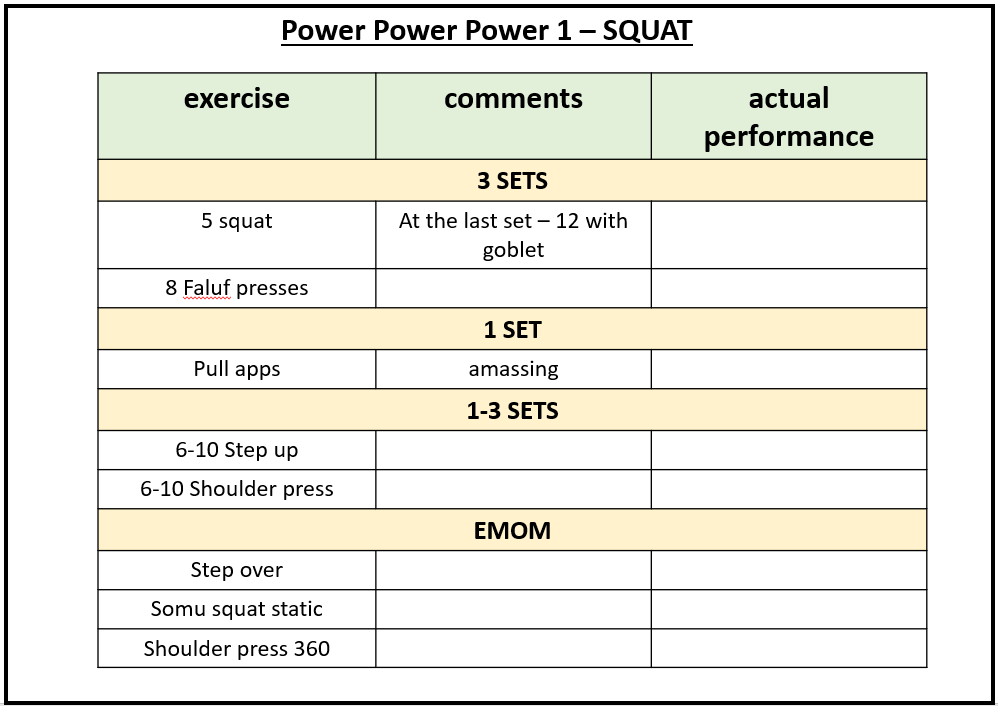 Power Power Power 1 – SQUAT
exercise comments actual
performance
3 SETS
5 squat At the last set – 12 with
goblet
8 Faluf presses
1 SET
Pull apps amassing
1-3 SETS
6-10 Step up
6-10 Shoulder press
EMOM
Step over
Somu squat static
Shoulder press 360